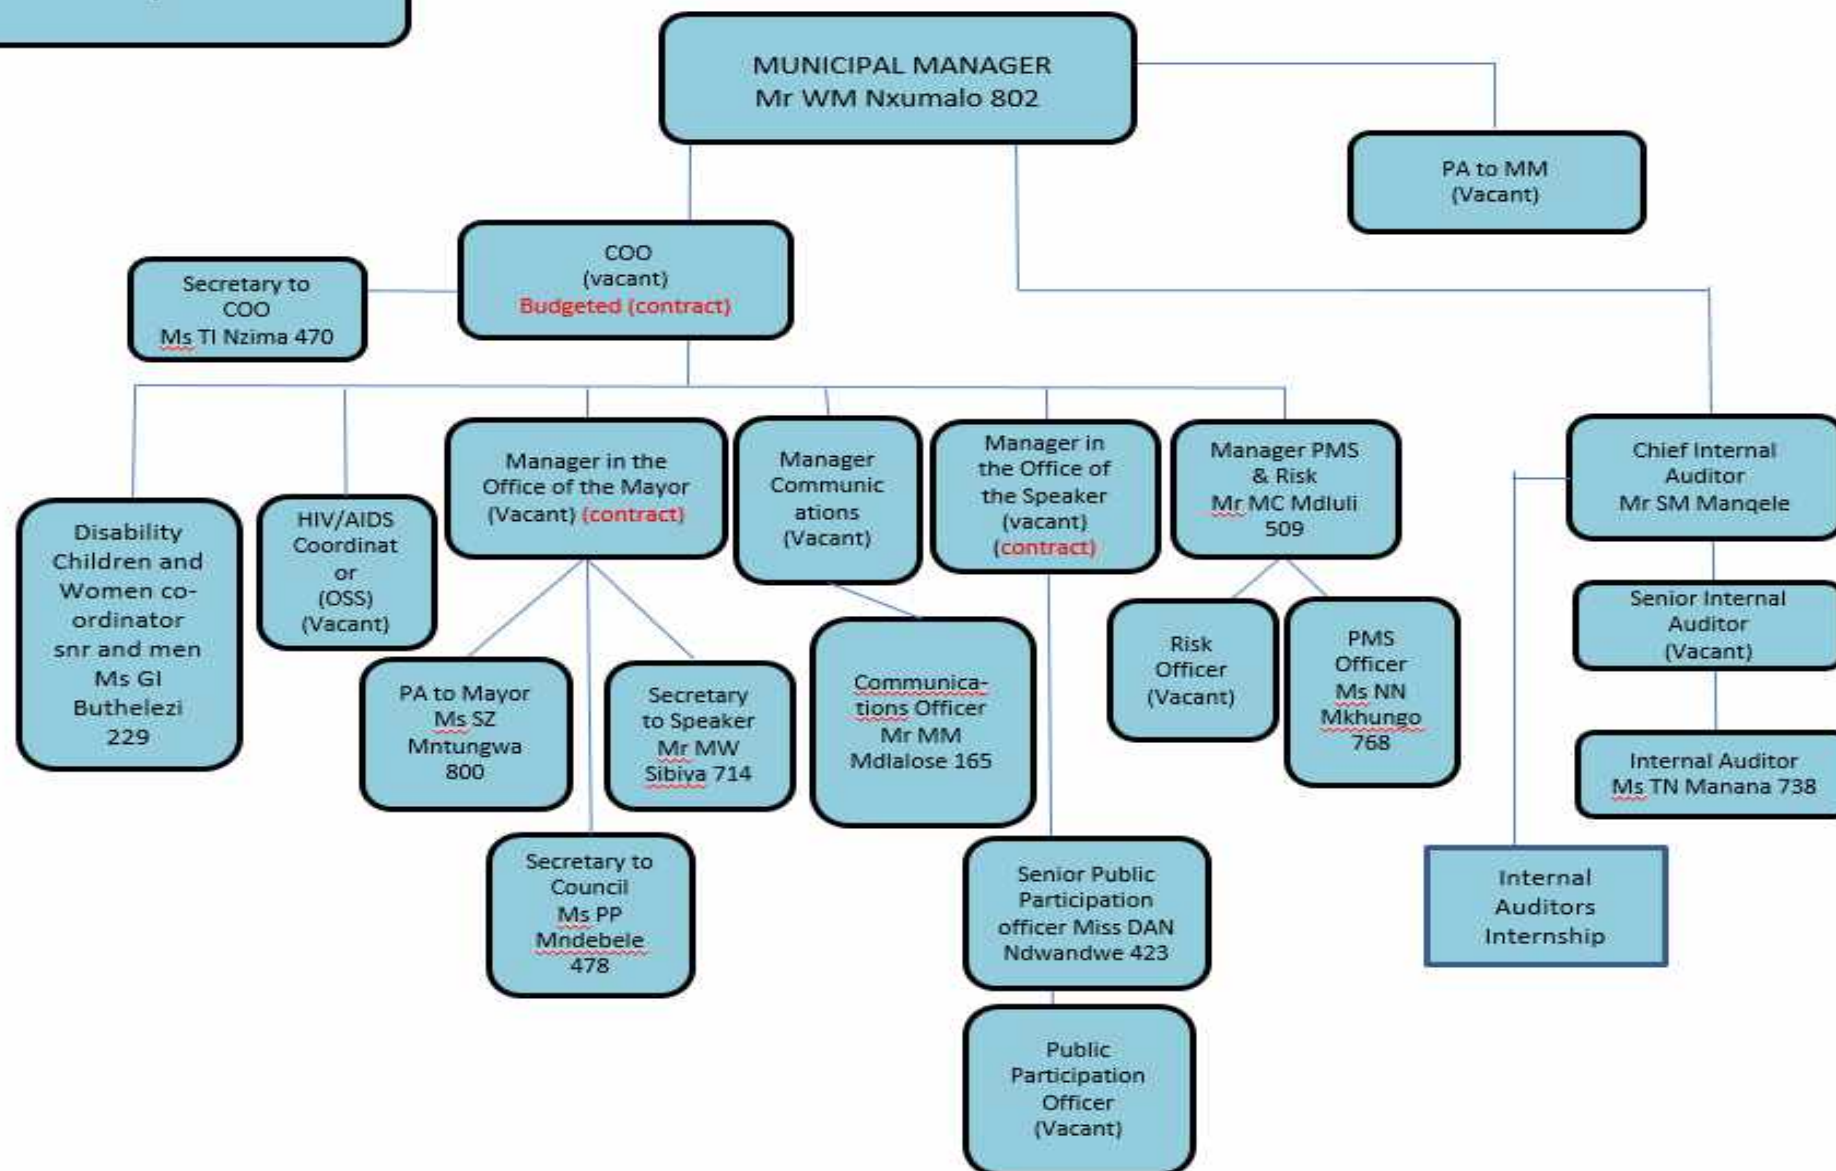 MUNICIPAL MANAGER
Mr WM Nxumalo 802
PA to MM
(Vacant)
COO
(vacant)
Budgeted (contract)
Secretary to
COO
Ms TI Nzima 470
Disability
Children and
Women co-
ordinator
snr and men
Ms GI
Buthelezi
229
HIV/AIDS
Coordinat
or
(OSS)
(Vacant)
Manager in the
Office of the Mayor
(Vacant) (contract)
Manager
Communic
ations
(Vacant)
Manager in
the Office of
the Speaker
(vacant)
(contract)
Manager PMS
& Risk
Mr MC Mdluli
509
Chief Internal
Auditor
Mr SM Manqele
Senior Internal
Auditor
(Vacant)
Internal Auditor
Ms TN Manana 738
PA to Mayor
Ms SZ
Mntungwa
800
Secretary
to Speaker
Mr MW
Sibiya 714
Communica-
tions Officer
Mr MM
Mdlalose 165
Risk
Officer
(Vacant)
PMS
Officer
Ms NN
Mkhungo
768
Secretary to
Council
Ms PP
Mndebele
478
Senior Public
Participation
officer Miss DAN
Ndwandwe 423
Internal
Auditors
Internship
Public
Participation
Officer
(Vacant)